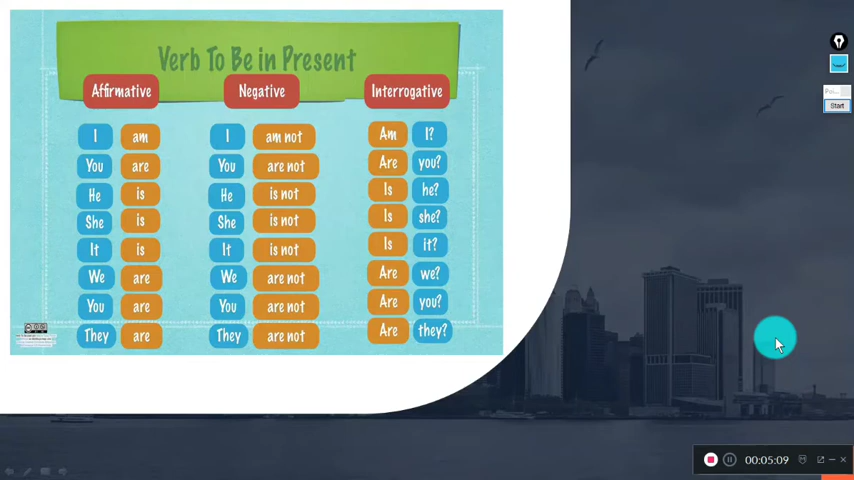 Verb To Be in Present
Affirmative Negative Interrogative
I am I am not Am I?
You are You are not Are you?
He is He is not Is he?
She is She is not Is she?
It is It is not Is it?
We are We are not Are we?
You are You are not Are you?
They are They are not Are they?
Poi...
Start
00:05:09